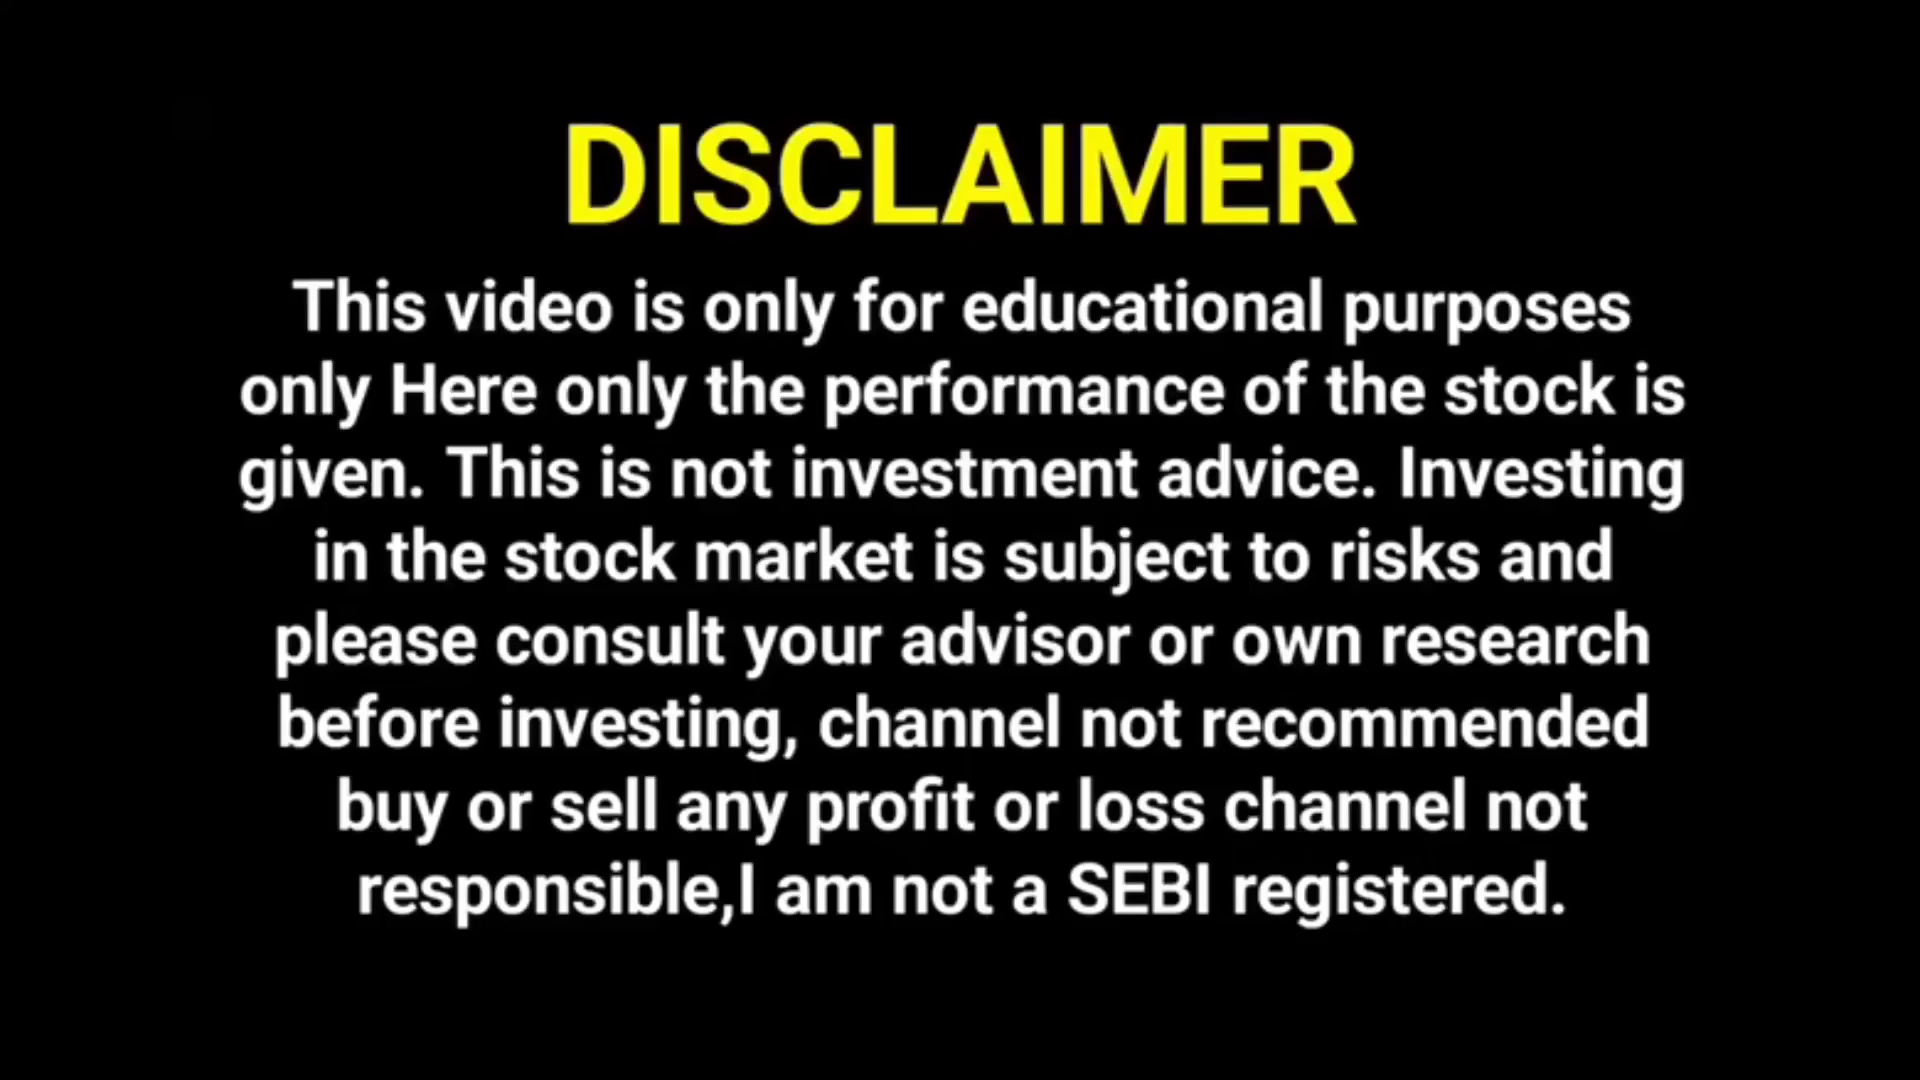 DISCLAIMER
This video is only for educational purposes
only Here only the performance of the stock is
given. This is not investment advice. Investing
in the stock market is subject to risks and
please consult your advisor or own research
before investing, channel not recommended
buy or sell any profit or loss channel not
responsible,I am not a SEBI registered.